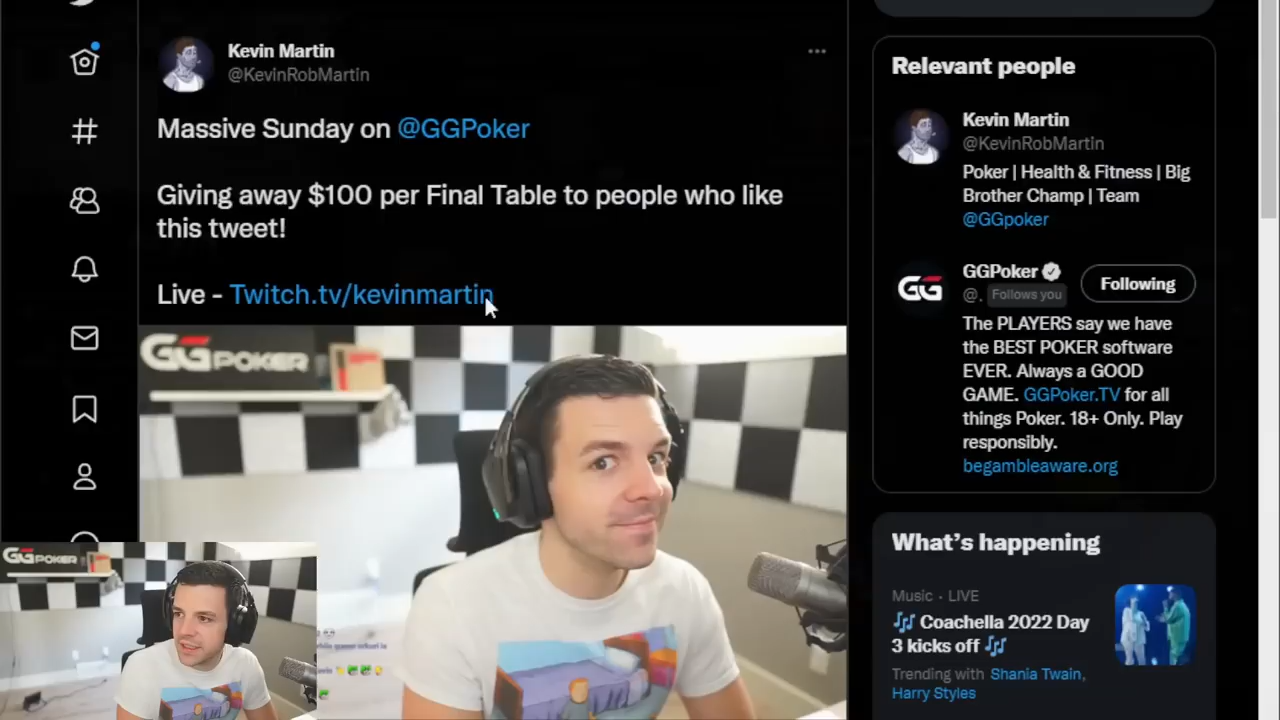 Kevin Martin
@KevinRobMartin
Massive Sunday on @GGPoker
Giving away $100 per Final Table to people who like
this tweet!
Live - Twitch.tv/kevinmartin
GGPOKER
GGPOKER
Relevant people
Kevin Martin
@KevinRobMartin
Poker | Health & Fitness | Big
Brother Champ | Team
@GGpoker
GG
GGPoker
@. Follows you
Following
The PLAYERS say we have
the BEST POKER software
EVER. Always a GOOD
GAME. GGPoker.TV for all
things Poker. 18+ Only. Play
responsibly.
begambleaware.org
What's happening
Music · LIVE
🎶 Coachella 2022 Day
3 kicks off 🎶
Trending with Shania Twain,
Harry Styles